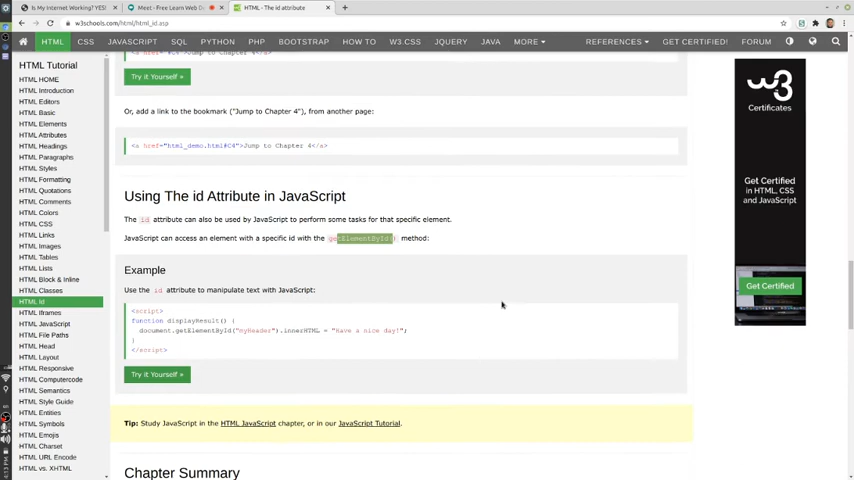 Is My Internet Working? YES!
Meet - Free Learn Web De
HTML - The id attribute
w3schools.com/html/html_id.asp
HTML CSS JAVASCRIPT SQL PYTHON PHP BOOTSTRAP HOW TO W3.CSS JQUERY JAVA MORE REFERENCES GET CERTIFIED! FORUM
HTML Tutorial
HTML HOME
HTML Introduction
HTML Editors
HTML Basic
HTML Elements
HTML Attributes
HTML Headings
HTML Paragraphs
HTML Styles
HTML Formatting
HTML Quotations
HTML Comments
HTML Colors
HTML CSS
HTML Links
HTML Images
HTML Tables
HTML Lists
HTML Block & Inline
HTML Classes
HTML Id
HTML Iframes
HTML JavaScript
HTML File Paths
HTML Head
HTML Layout
HTML Responsive
HTML Computercode
HTML Semantics
HTML Style Guide
HTML Entities
HTML Symbols
HTML Emojis
HTML Charset
HTML URL Encode
HTML vs. XHTML
<a href="#C4">Jump to Chapter 4</a>
Try it Yourself »
Or, add a link to the bookmark ("Jump to Chapter 4"), from another page:
<a href="html_demo.html#C4">Jump to Chapter 4</a>
Using The id Attribute in JavaScript
The id attribute can also be used by JavaScript to perform some tasks for that specific element.
JavaScript can access an element with a specific id with the getElementById() method:
Example
Use the id attribute to manipulate text with JavaScript:
<script>
function displayResult() {
document.getElementById("myHeader").innerHTML = "Have a nice day!";
}
</script>
Try it Yourself »
Tip: Study JavaScript in the HTML JavaScript chapter, or in our JavaScript Tutorial.
Chapter Summary
w3
Certificates
Get Certified
in HTML, CSS
and JavaScript
Get Certified
4:13 PM